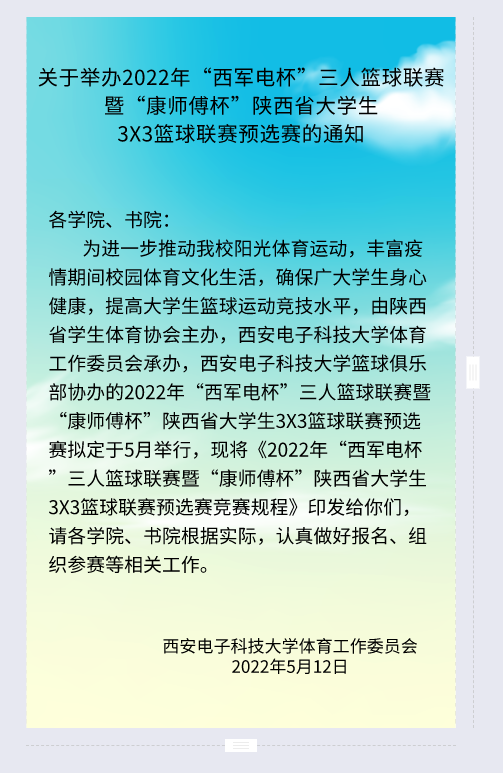 关于举办2022年“西军电杯”三人篮球联赛
暨“康师傅杯”陕西省大学生
3X3篮球联赛预选赛的通知
各学院、书院：
为进一步推动我校阳光体育运动，丰富疫
情期间校园体育文化生活，确保广大学生身心
健康，提高大学生篮球运动竞技水平，由陕西
省学生体育协会主办，西安电子科技大学体育
工作委员会承办，西安电子科技大学篮球俱乐
部协办的2022年“西军电杯”三人篮球联赛暨
“康师傅杯”陕西省大学生3X3篮球联赛预选
赛拟定于5月举行，现将《2022年“西军电杯
”三人篮球联赛暨“康师傅杯”陕西省大学生
3X3篮球联赛预选赛竞赛规程》印发给你们，
请各学院、书院根据实际，认真做好报名、组
织参赛等相关工作。
西安电子科技大学体育工作委员会
2022年5月12日